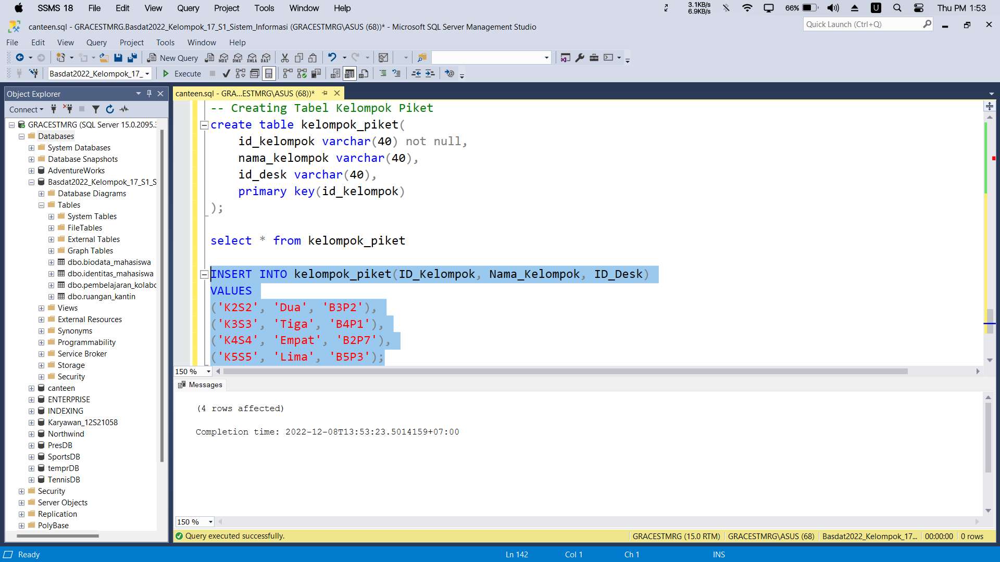 SSMS 18 File Edit View Query Project Tools Window Help 3.1KB/s 6.9KB/s 66% U Thu PM 1:53
canteen.sql - GRACESTMRG.Basdat2022_Kelompok_17_S1_Sistem_Informasi (GRACESTMRG\ASUS (68))* - Microsoft SQL Server Management Studio
Quick Launch (Ctrl+Q)
File Edit View Query Project Tools Window Help
New Query MDX DMX XMLA DAX
Basdat2022_Kelompok_17_ Execute
Object Explorer
Connect
GRACESTMRG (SQL Server 15.0.2095.3
Databases
System Databases
Database Snapshots
AdventureWorks
Basdat2022_Kelompok_17_S1_S
Database Diagrams
Tables
System Tables
FileTables
External Tables
Graph Tables
dbo.biodata_mahasiswa
dbo.identitas_mahasiswa
dbo.pembelajaran_kolabo
dbo.ruangan_kantin
Views
External Resources
Synonyms
Programmability
Service Broker
Storage
Security
canteen
ENTERPRISE
INDEXING
Karyawan_12S21058
Northwind
PresDB
SportsDB
temprDB
TennisDB
Security
Server Objects
Replication
PolyBase
canteen.sql - GRA...ESTMRG\ASUS (68))*
-- Creating Tabel Kelompok Piket
create table kelompok_piket(
id_kelompok varchar(40) not null,
nama_kelompok varchar(40),
id_desk varchar(40),
primary key(id_kelompok)
);
select * from kelompok_piket
INSERT INTO kelompok_piket(ID_Kelompok, Nama_Kelompok, ID_Desk)
VALUES
('K2S2', 'Dua', 'B3P2'),
('K3S3', 'Tiga', 'B4P1'),
('K4S4', 'Empat', 'B2P7'),
('K5S5', 'Lima', 'B5P3');
150 %
Messages
(4 rows affected)
Completion time: 2022-12-08T13:53:23.5014159+07:00
150 %
Query executed successfully. GRACESTMRG (15.0 RTM) GRACESTMRG\ASUS (68) Basdat2022_Kelompok_17... 00:00:00 0 rows
Ready Ln 142 Col 1 Ch 1 INS